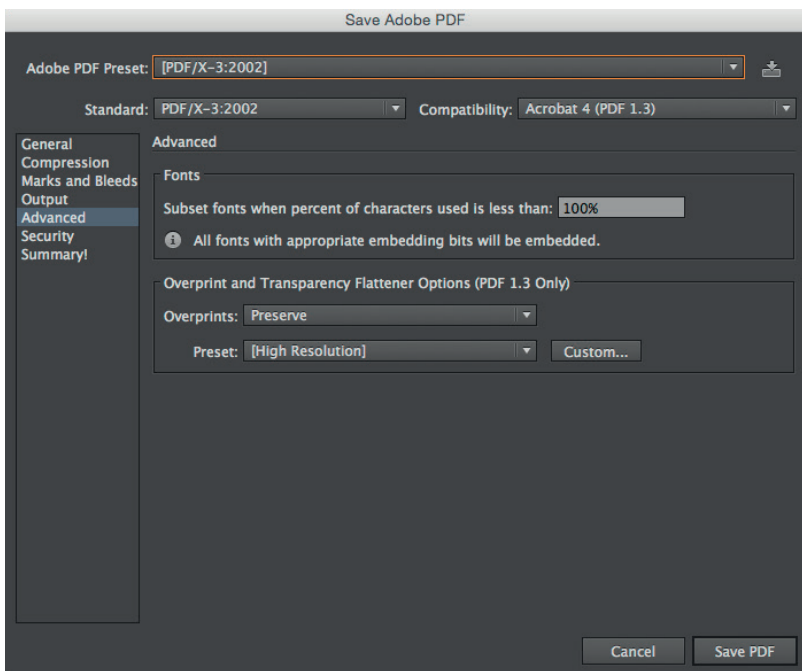 Save Adobe PDF
Adobe PDF Preset: [PDF/X-3:2002]
Standard: PDF/X-3:2002 Compatibility: Acrobat 4 (PDF 1.3)
General
Compression
Marks and Bleeds
Output
Advanced
Security
Summary!
Advanced
Fonts
Subset fonts when percent of characters used is less than: 100%
All fonts with appropriate embedding bits will be embedded.
Overprint and Transparency Flattener Options (PDF 1.3 Only)
Overprints: Preserve
Preset: [High Resolution] Custom...
Cancel Save PDF